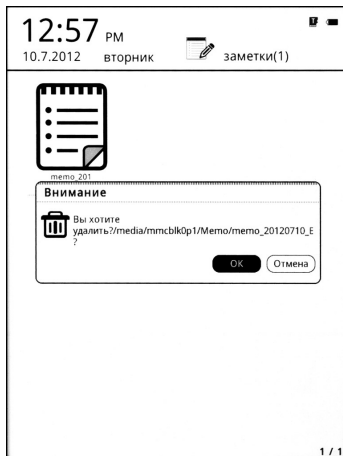 12:57 PM
10.7.2012 вторник
заметки(1)
memo_201
Внимание
Вы хотите
удалить?/media/mmcblk0p1/Memo/memo_20120710_E
?
OK
Отмена
1 / 1